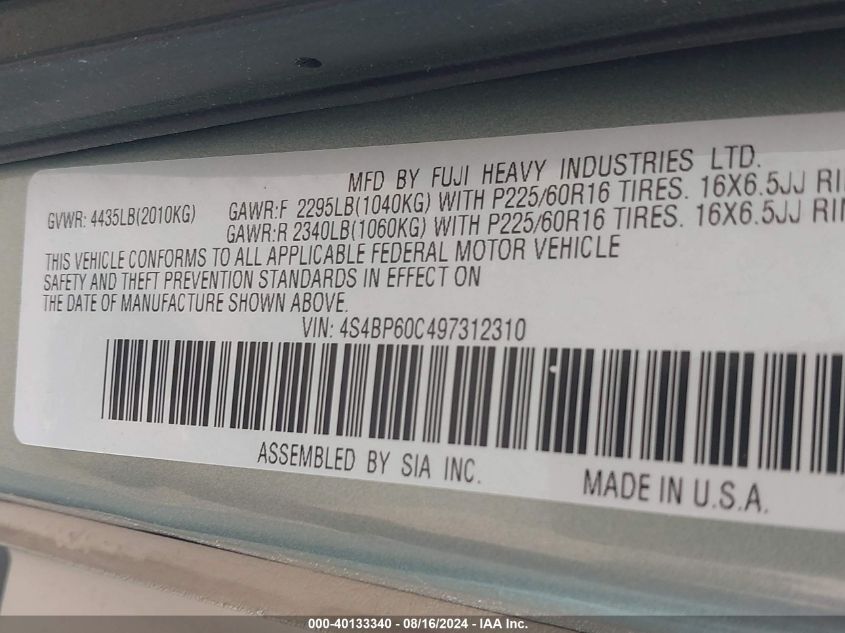 MFD BY FUJI HEAVY INDUSTRIES LTD.
GVWR: 4435LB(2010KG) GAWR:F 2295LB(1040KG) WITH P225/60R16 TIRES. 16X6.5JJ
GAWR:R 2340LB(1060KG) WITH P225/60R16 TIRES. 16X6.5JJ
THIS VEHICLE CONFORMS TO ALL APPLICABLE FEDERAL MOTOR VEHICLE
SAFETY AND THEFT PREVENTION STANDARDS IN EFFECT ON
THE DATE OF MANUFACTURE SHOWN ABOVE.
VIN: 4S4BP60C497312310
ASSEMBLED BY SIA INC.
MADE IN U.S.A.
000-40133340 - 08/16/2024 - IAA Inc.